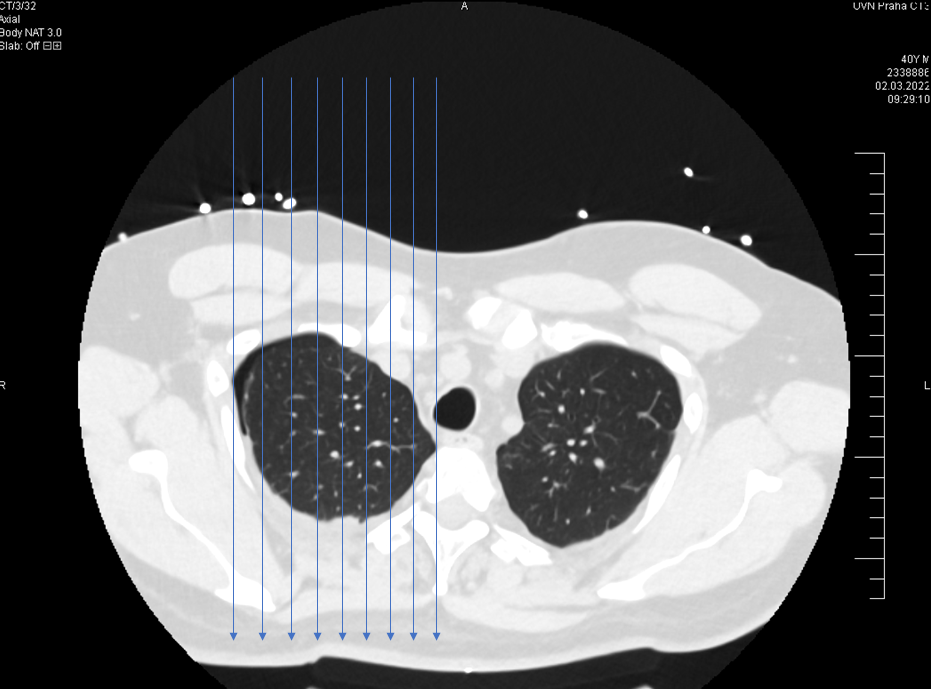 CT/3/32
Axial
Body NAT 3.0
Slab: Off
A
UVN Praha CT3
40Y M
2338886
02.03.2022
09:29:10
R
L